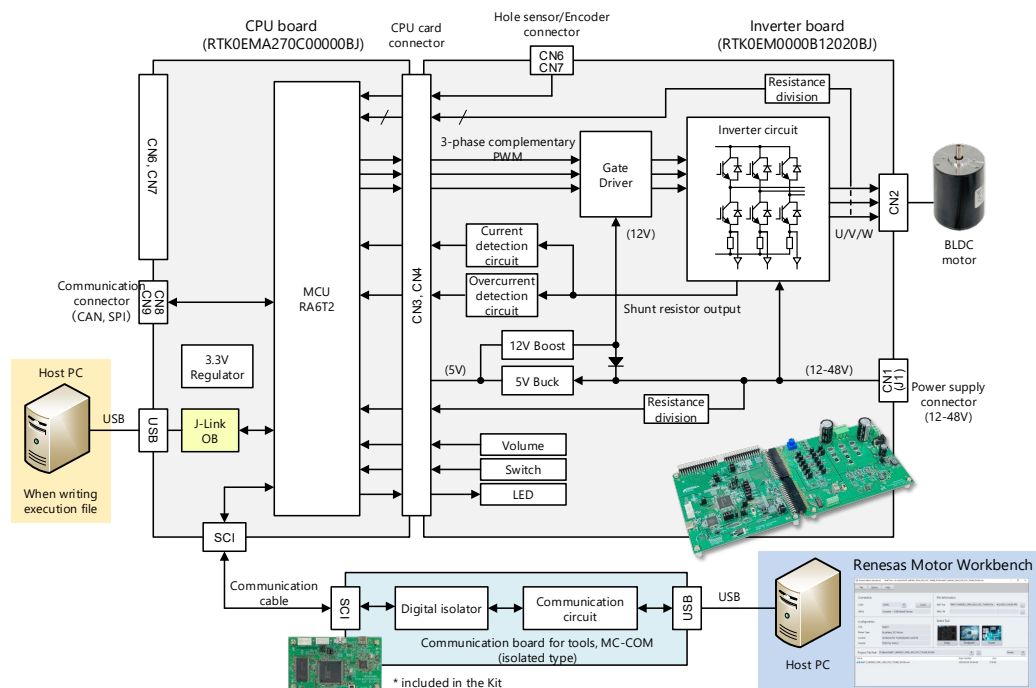 CPU board
(RTK0EMA270C00000BJ)
CPU card
connector
Hole sensor/Encoder
connector
Inverter board
(RTK0EM0000B12020BJ)
CN6
CN7
CN6, CN7
Resistance
division
3-phase complementary
PWM
Gate
Driver
Inverter circuit
CN2
U/V/W
BLDC
motor
(12V)
Current
detection
circuit
Overcurrent
detection
circuit
Shunt resistor output
MCU
RA6T2
CN3, CN4
Communication
connector
(CAN, SPI)
CN8
CN9
3.3V
Regulator
12V Boost
(5V)
5V Buck
(12-48V)
CN1
(J1)
Power supply
connector
(12-48V)
Resistance
division
Host PC
USB
USB
J-Link
OB
When writing
execution file
Volume
Switch
LED
SCI
Communication
cable
SCI
Digital isolator
Communication
circuit
USB
USB
Communication board for tools, MC-COM
(isolated type)
* included in the Kit
Renesas Motor Workbench
Host PC